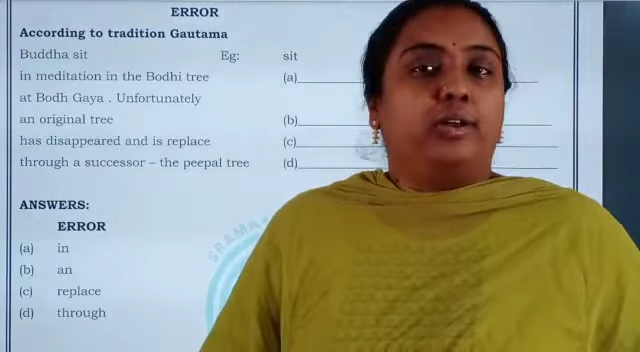 ERROR
According to tradition Gautama
Buddha sit Eg: sit
in meditation in the Bodhi tree (a)
at Bodh Gaya . Unfortunately
an original tree (b)
has disappeared and is replace (c)
through a successor – the peepal tree (d)
ANSWERS:
ERROR
(a) in
(b) an
(c) replace
(d) through
SRAMA